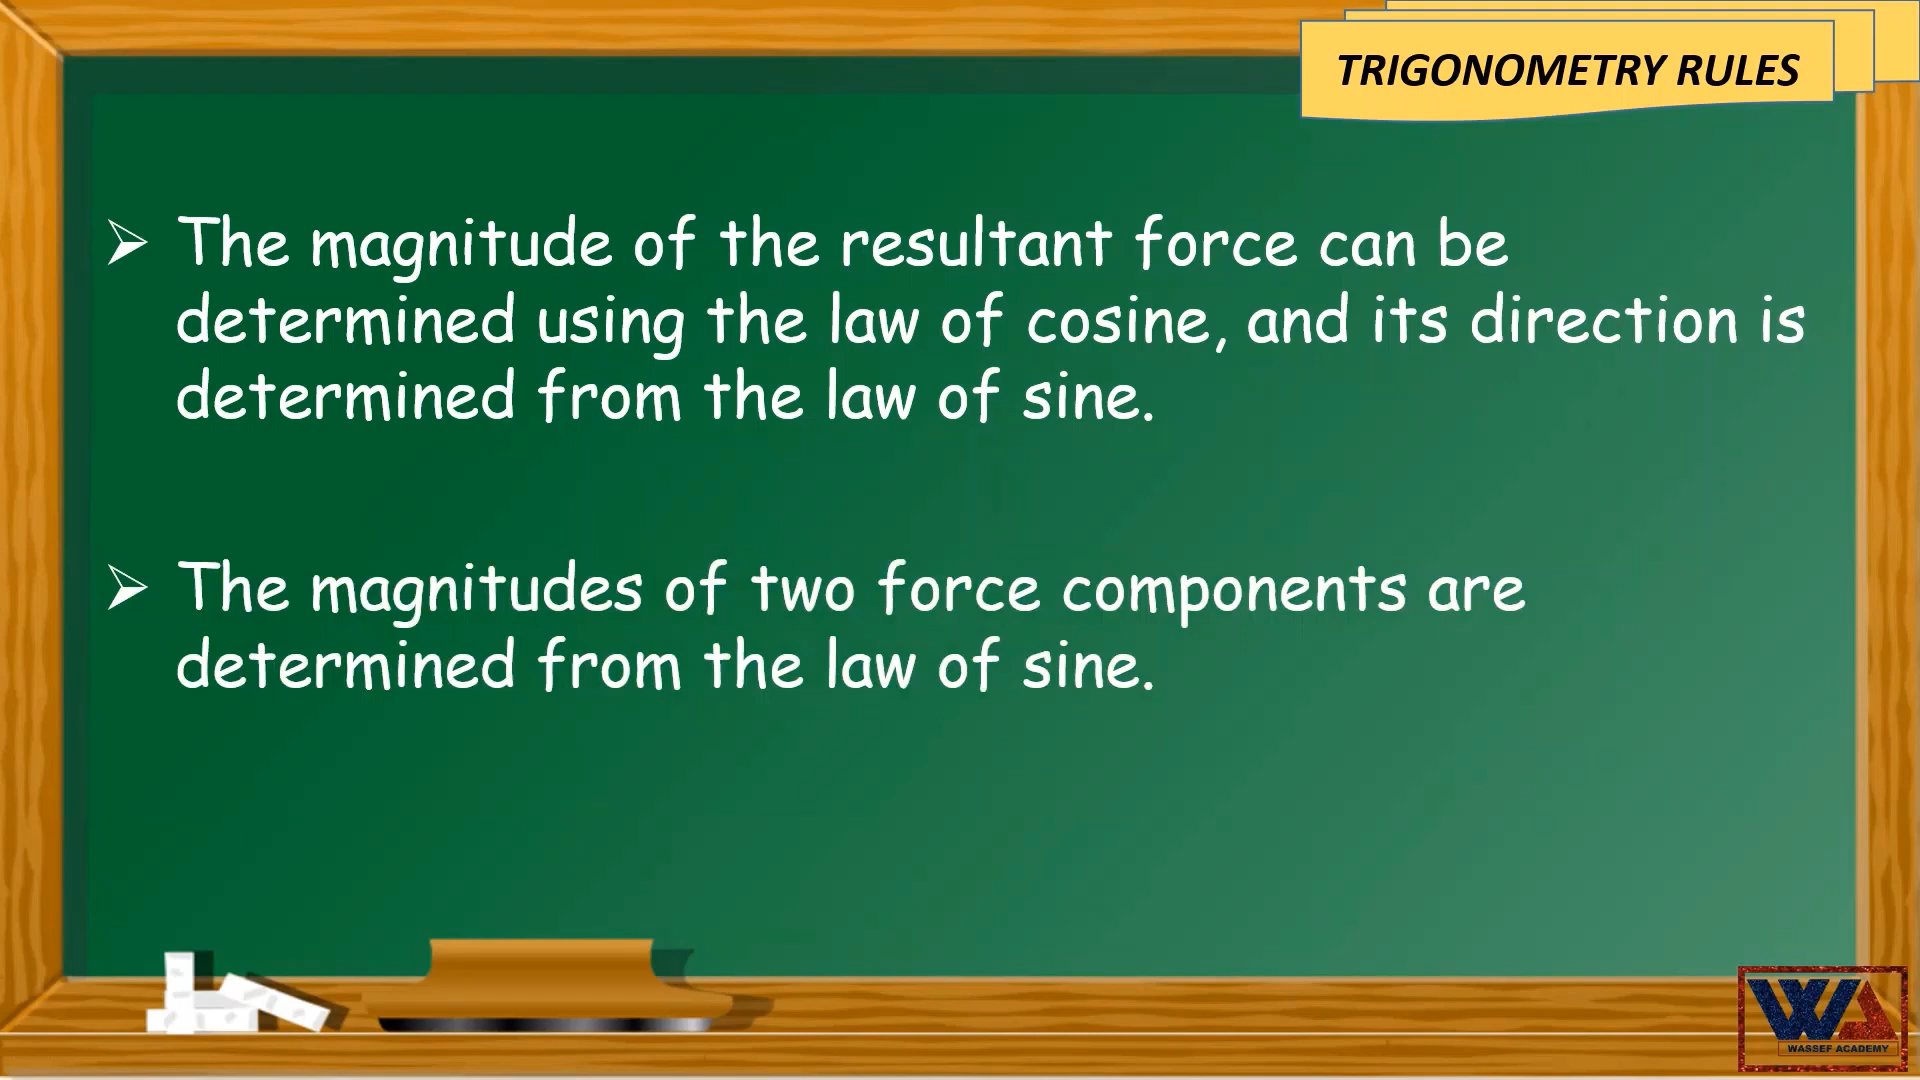 TRIGONOMETRY RULES
➢ The magnitude of the resultant force can be
determined using the law of cosine, and its direction is
determined from the law of sine.
➢ The magnitudes of two force components are
determined from the law of sine.
WA
WASSEF ACADEMY